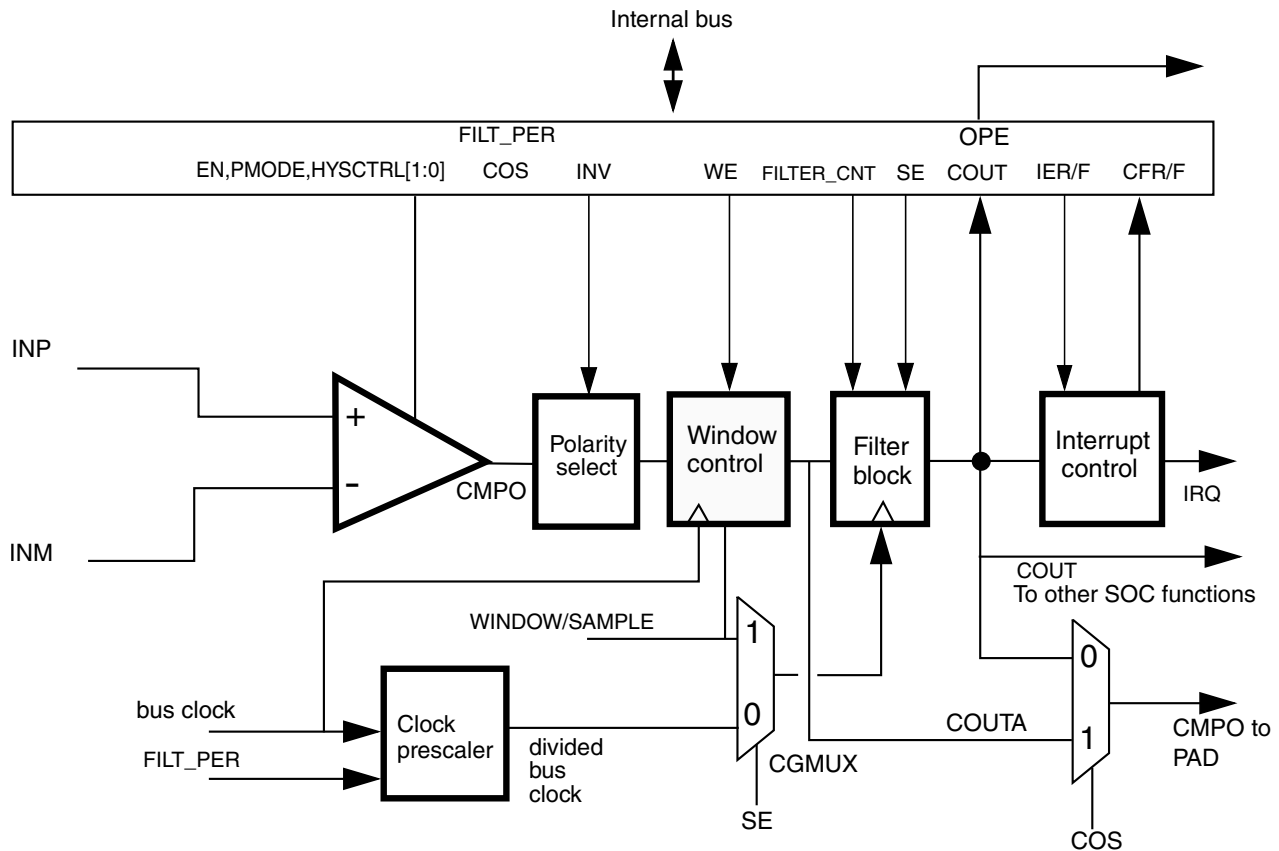 Internal bus
FILT_PER
OPE
EN,PMODE,HYSCTRL[1:0]
COS
INV
WE
FILTER_CNT
SE
COUT
IER/F
CFR/F
INP
+
-
INM
CMPO
Polarity
select
Window
control
Filter
block
Interrupt
control
IRQ
COUT
To other SOC functions
WINDOW/SAMPLE
1
0
CGMUX
SE
bus clock
FILT_PER
Clock
prescaler
divided
bus
clock
COUTA
0
1
COS
CMPO to
PAD